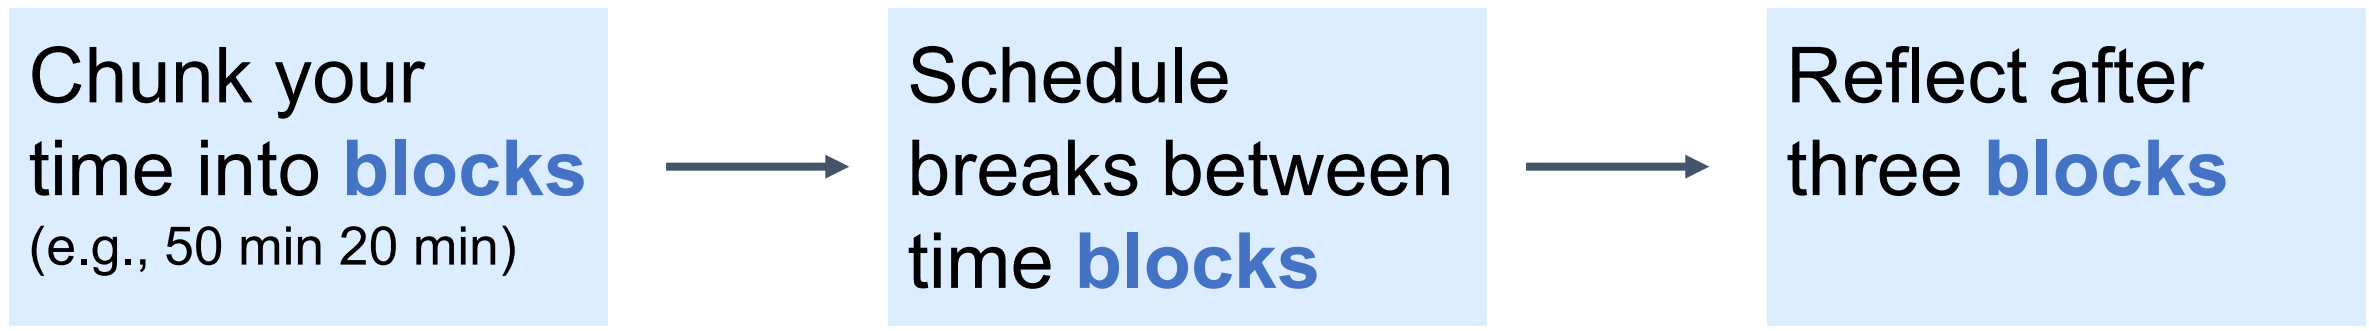 Chunk your
time into blocks
(e.g., 50 min 20 min)
Schedule
breaks between
time blocks
Reflect after
three blocks